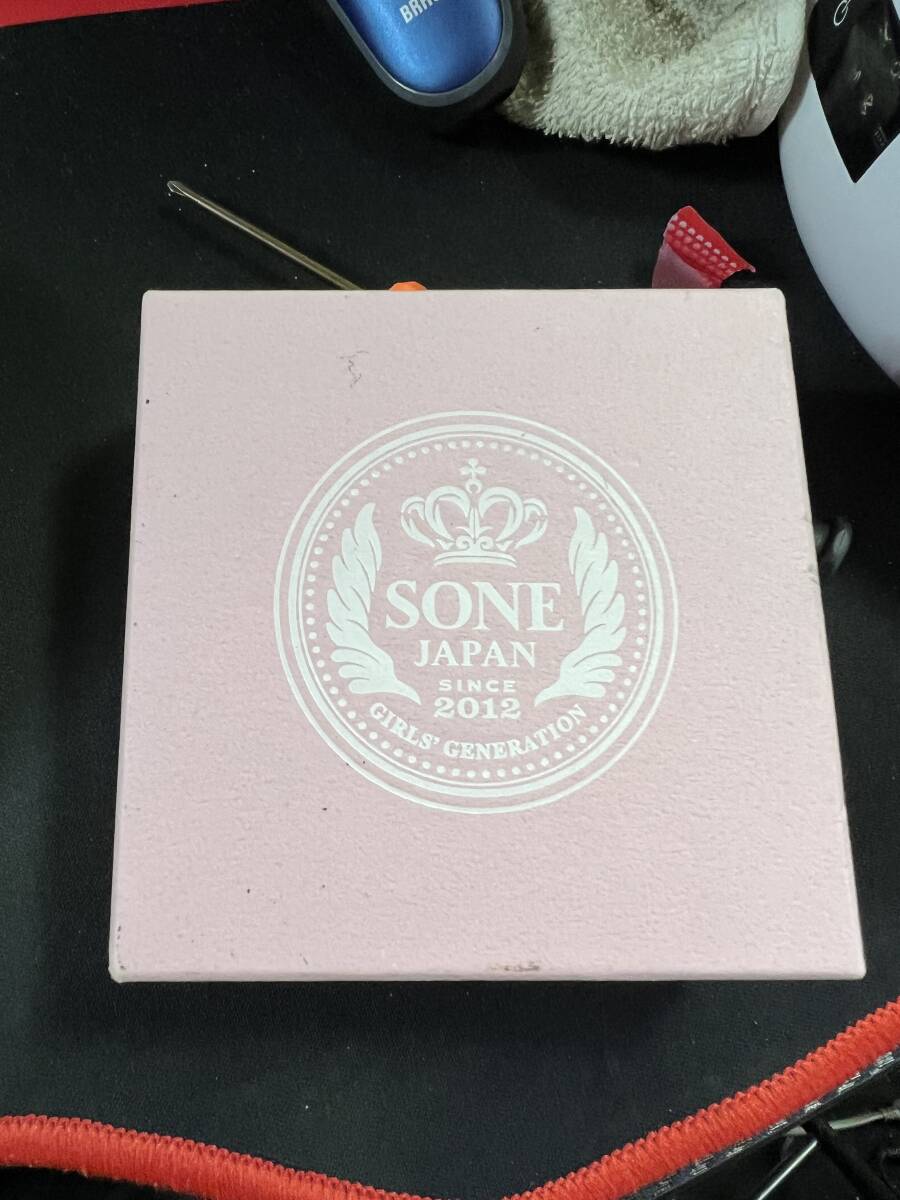 SONE
JAPAN
SINCE
2012
GIRLS' GENERATION